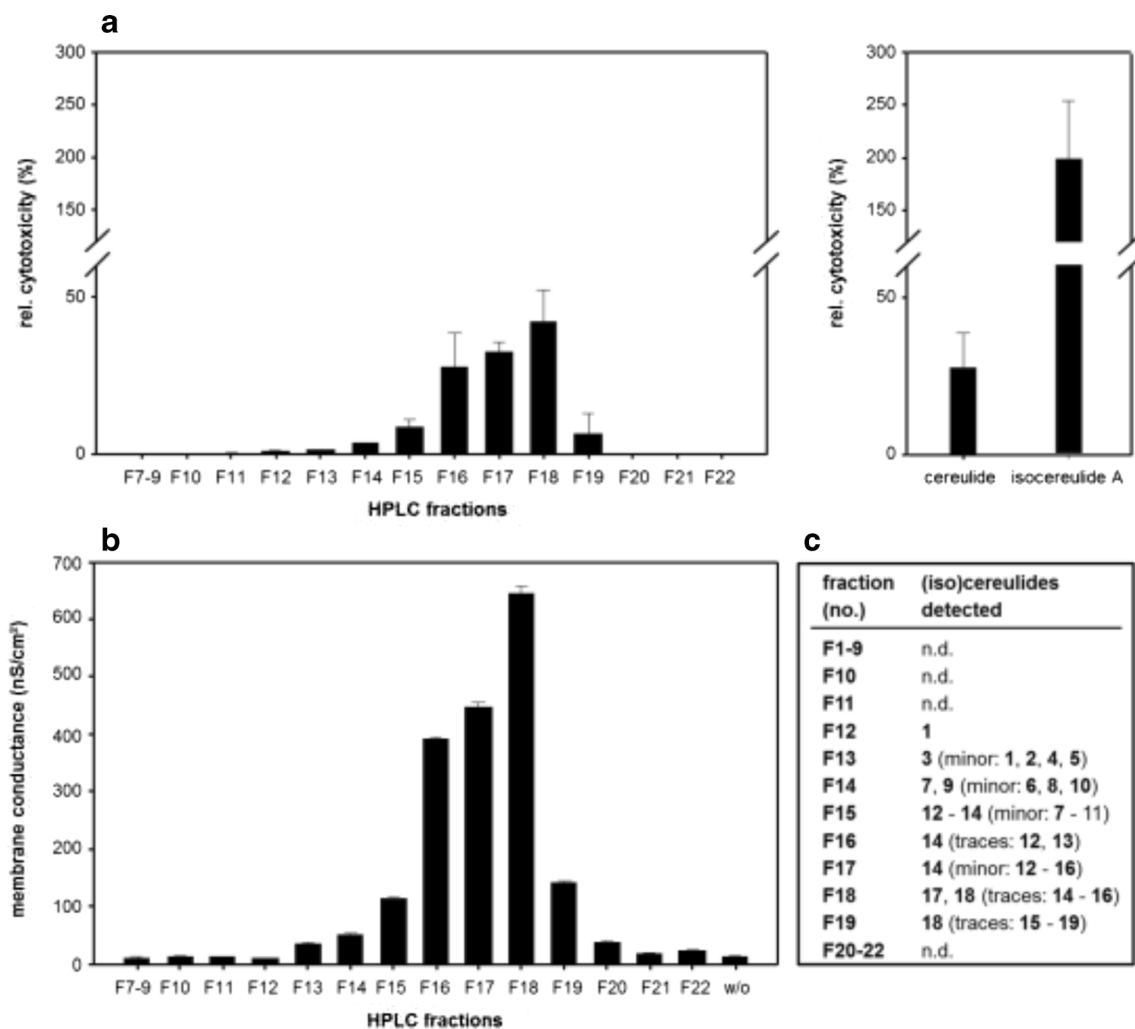 a
300
250
200
150
50
0
rel. cytotoxicity (%)
F7-9 F10 F11 F12 F13 F14 F15 F16 F17 F18 F19 F20 F21 F22
HPLC fractions
300
250
200
150
50
0
rel. cytotoxicity (%)
cereulide isocereulide A
b
700
600
500
400
300
200
100
0
membrane conductance (nS/cm²)
F7-9 F10 F11 F12 F13 F14 F15 F16 F17 F18 F19 F20 F21 F22 w/o
HPLC fractions
c
fraction (iso)cereulides
(no.) detected
F1-9 n.d.
F10 n.d.
F11 n.d.
F12 1
F13 3 (minor: 1, 2, 4, 5)
F14 7, 9 (minor: 6, 8, 10)
F15 12 - 14 (minor: 7 - 11)
F16 14 (traces: 12, 13)
F17 14 (minor: 12 - 16)
F18 17, 18 (traces: 14 - 16)
F19 18 (traces: 15 - 19)
F20-22 n.d.